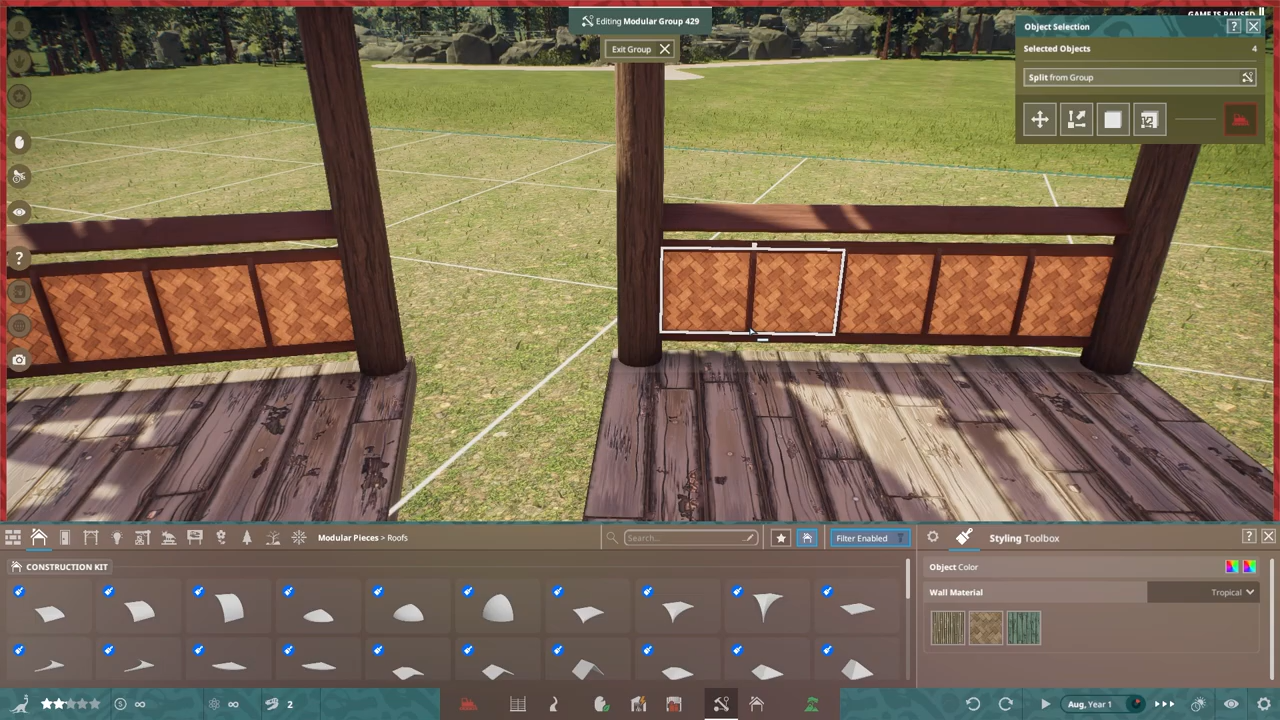 GAME IS PAUSED
Editing Modular Group 429
Exit Group
Object Selection
?
Selected Objects 4
Split from Group
?
Modular Pieces > Roofs
Search...
Filter Enabled
Styling Toolbox
?
CONSTRUCTION KIT
Object Color
Wall Material
Tropical
$ ∞
∞
2
Aug, Year 1